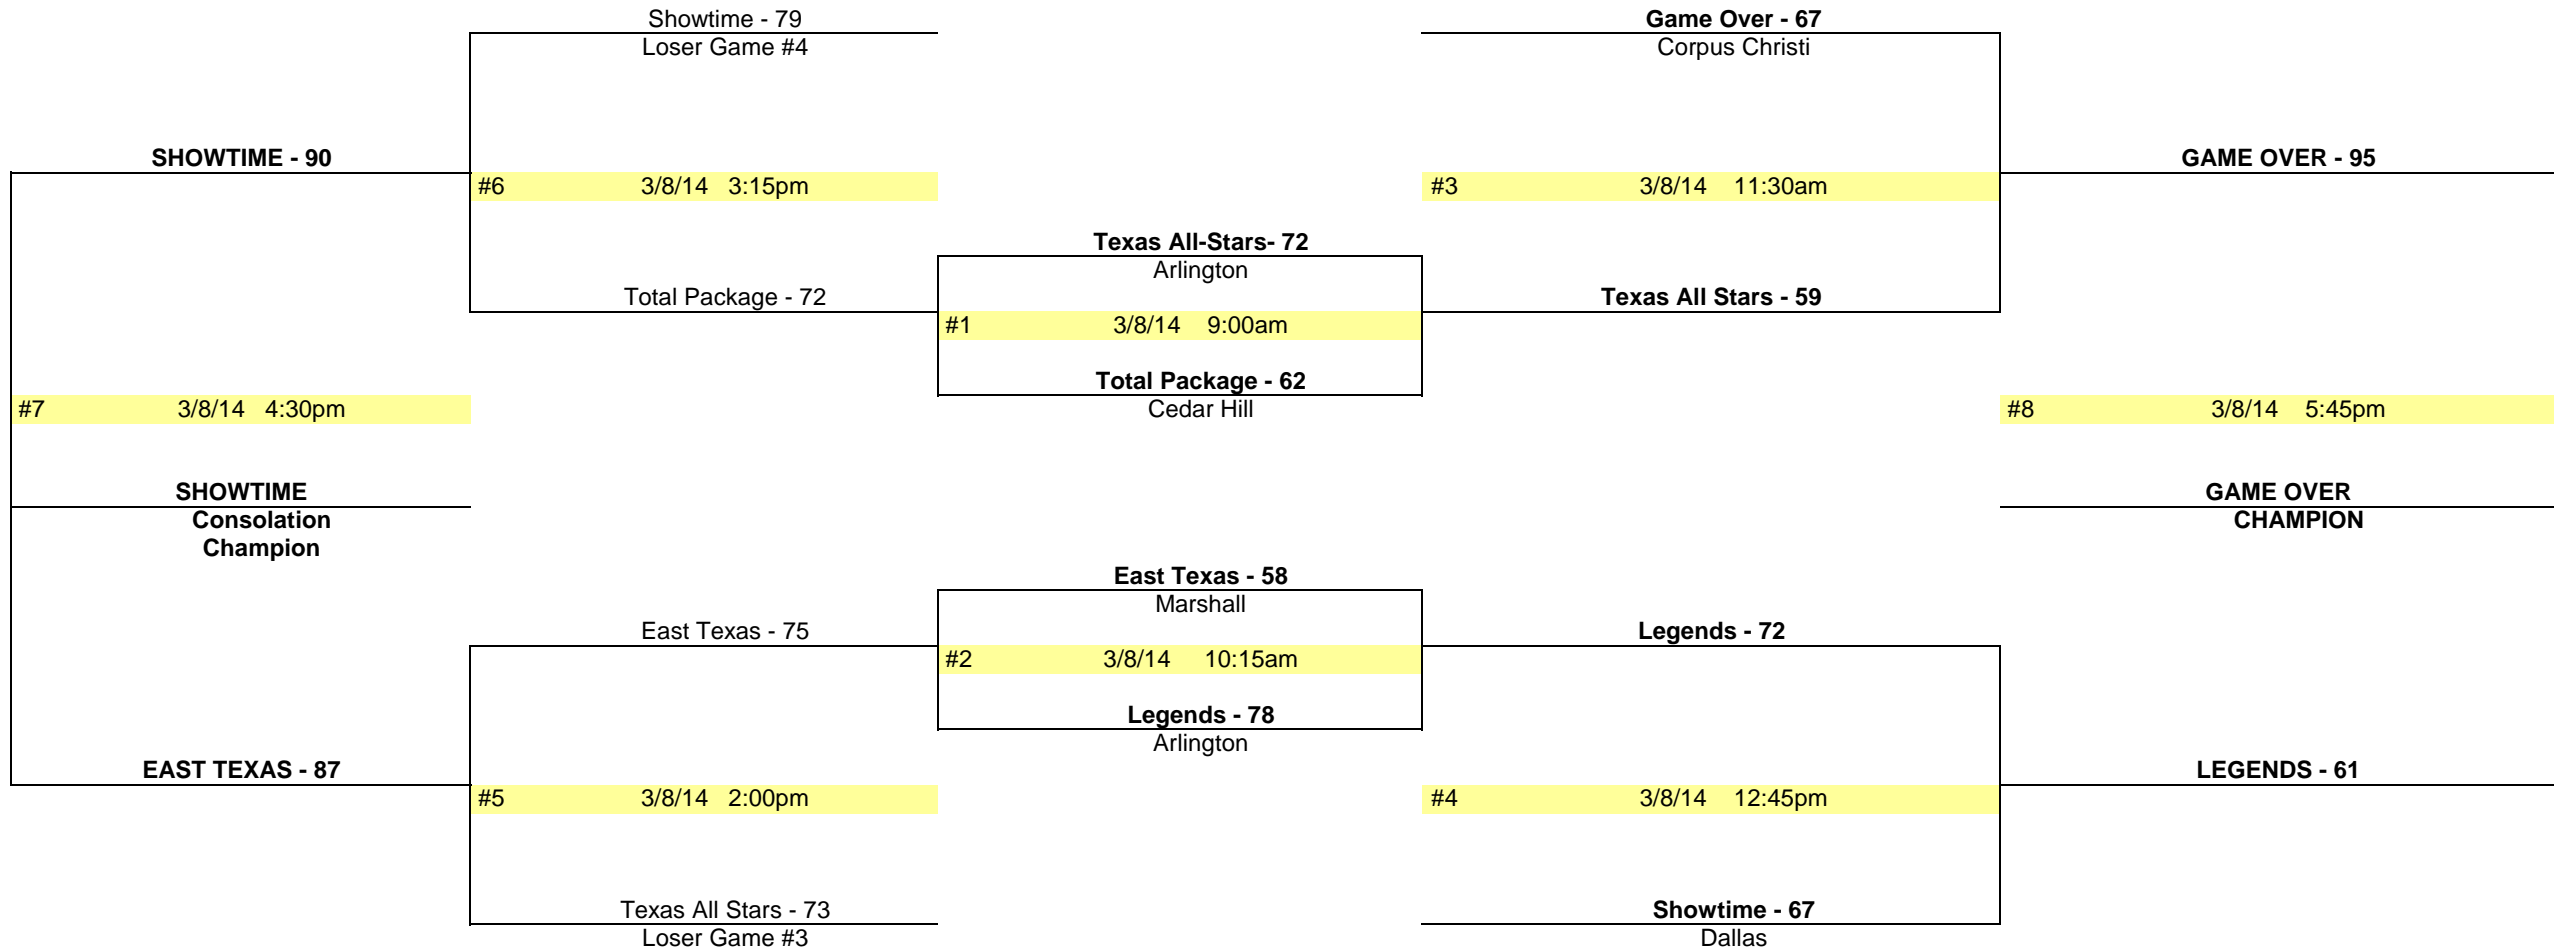 Showtime - 79
Loser Game #4
Game Over - 67
Corpus Christi
SHOWTIME - 90
GAME OVER - 95
#6 3/8/14 3:15pm
#3 3/8/14 11:30am
Texas All-Stars- 72
Arlington
Total Package - 72
Texas All Stars - 59
#1 3/8/14 9:00am
Total Package - 62
Cedar Hill
#7 3/8/14 4:30pm
#8 3/8/14 5:45pm
SHOWTIME
Consolation
Champion
GAME OVER
CHAMPION
East Texas - 58
Marshall
East Texas - 75
Legends - 72
#2 3/8/14 10:15am
Legends - 78
Arlington
EAST TEXAS - 87
LEGENDS - 61
#5 3/8/14 2:00pm
#4 3/8/14 12:45pm
Texas All Stars - 73
Loser Game #3
Showtime - 67
Dallas